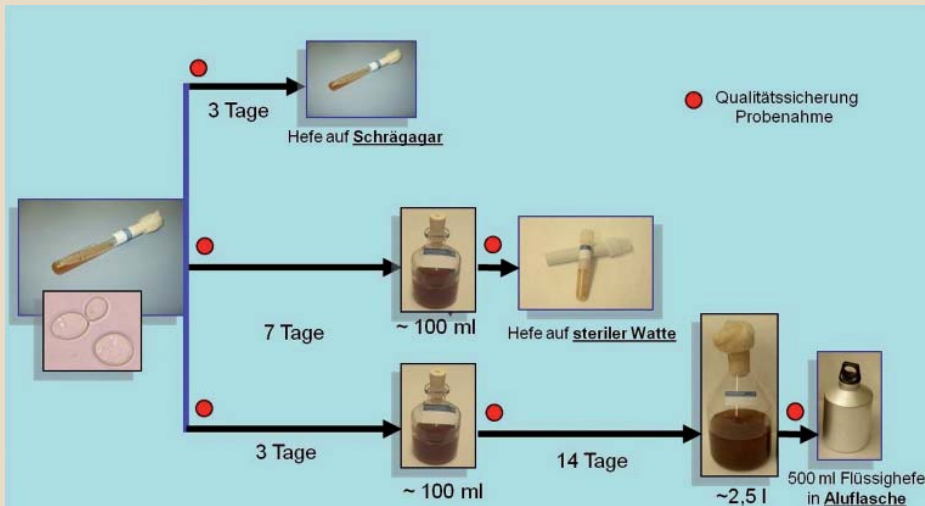 3 Tage
Hefe auf Schrägagar
Qualitätssicherung
Probenahme
7 Tage
~ 100 ml
Hefe auf steriler Watte
3 Tage
~ 100 ml
14 Tage
~2,5 l
500 ml Flüssighefe
in Aluflasche